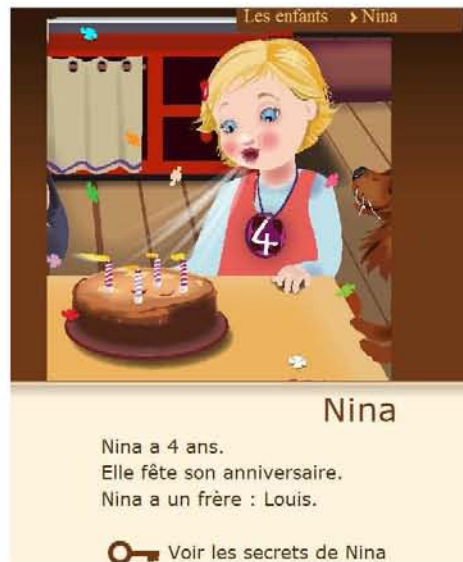 Les enfants › Nina
4
Nina
Nina a 4 ans.
Elle fête son anniversaire.
Nina a un frère : Louis.
Voir les secrets de Nina